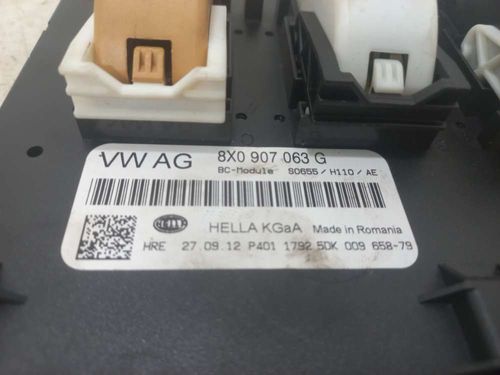 VW AG 8X0 907 063 G
BC-Module S0655 / H110 / AE
HELLA
HELLA KGaA Made in Romania
HRE 27.09.12 P401 1792 5DK 009 658-79